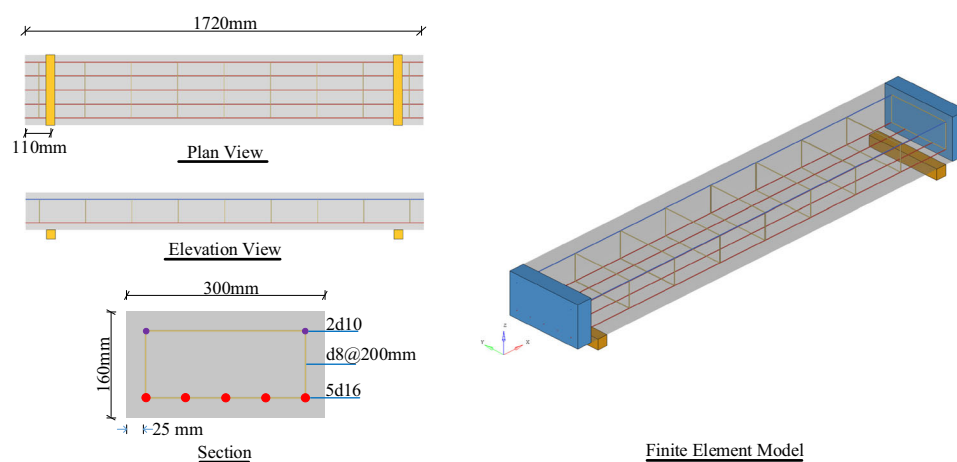 1720mm
110mm
Plan View
Elevation View
300mm
160mm
2d10
d8@200mm
5d16
25 mm
Section
Z
Y
X
Finite Element Model